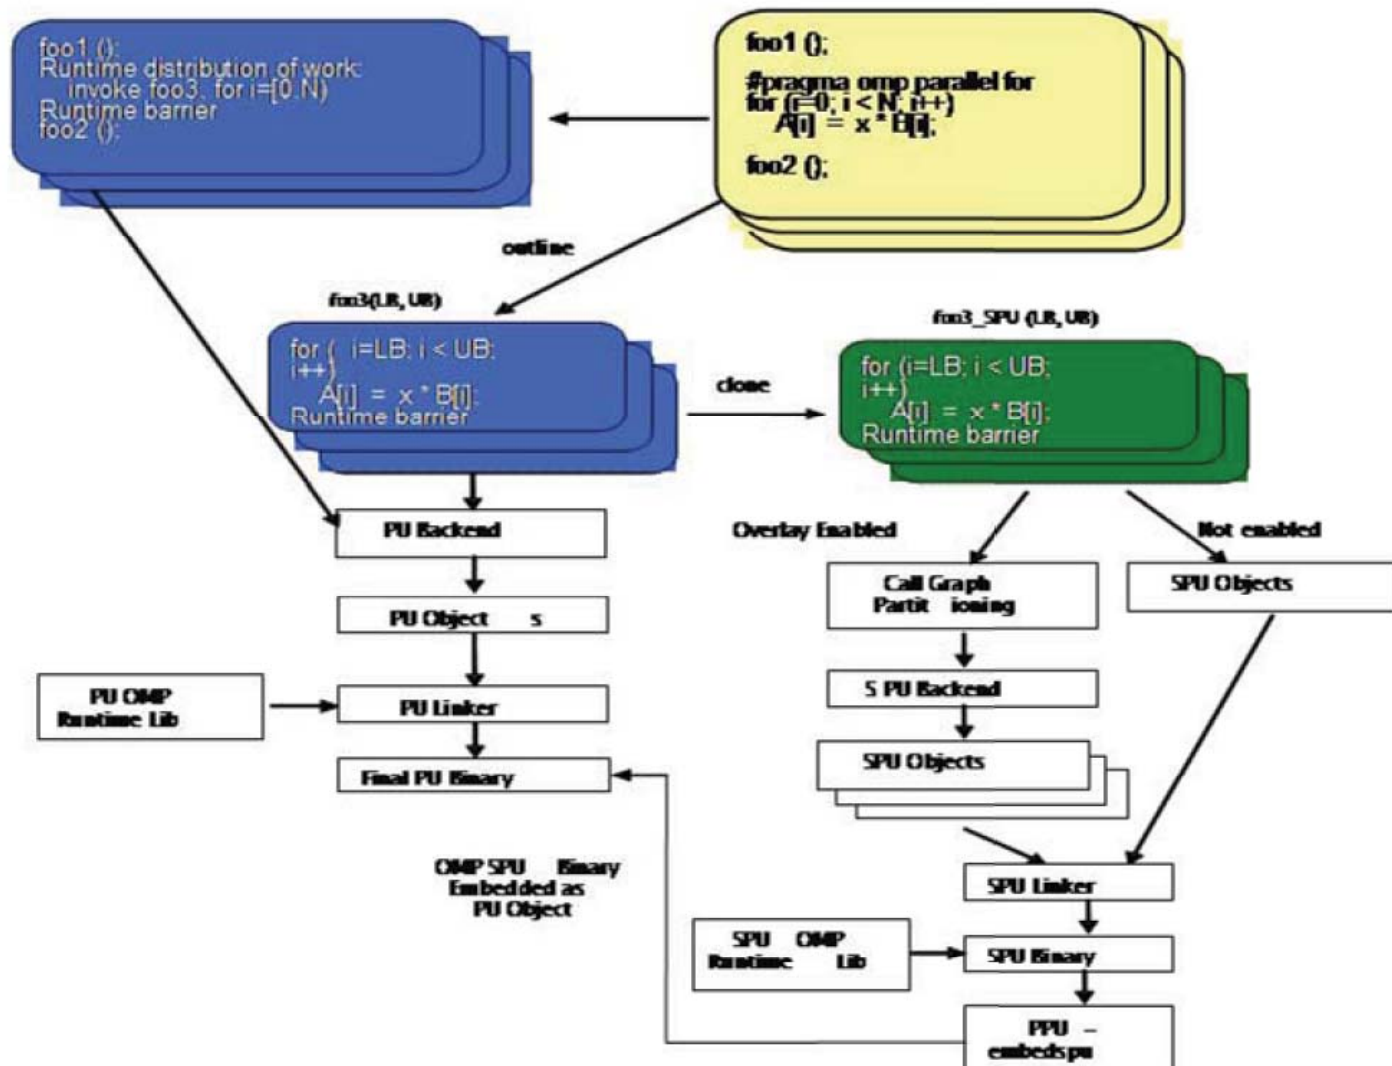 foo1 ();
Runtime distribution of work:
invoke foo3. for i=[0.N)
Runtime barrier
foo2 ():
foo1 ();
#pragma omp parallel for
for (i=0; i < N; i++)
A[i] = x * B[i];
foo2 ();
outline
foo3(LB, UB)
for ( i=LB; i < UB;
i++)
A[i] = x * B[i];
Runtime barrier
clone
foo3_SPU (LB, UB)
for (i=LB; i < UB;
i++)
A[i] = x * B[i];
Runtime barrier
PU Backend
PU Object s
PU OMP
Runtime Lib
PU Linker
Final PU Binary
Overlay Enabled
Not enabled
Call Graph
Partit ioning
SPU Objects
S PU Backend
SPU Objects
OMP SPU Binary
Embedded as
PU Object
SPU Linker
SPU OMP
Runtime Lib
SPU Binary
PPU –
embedspu